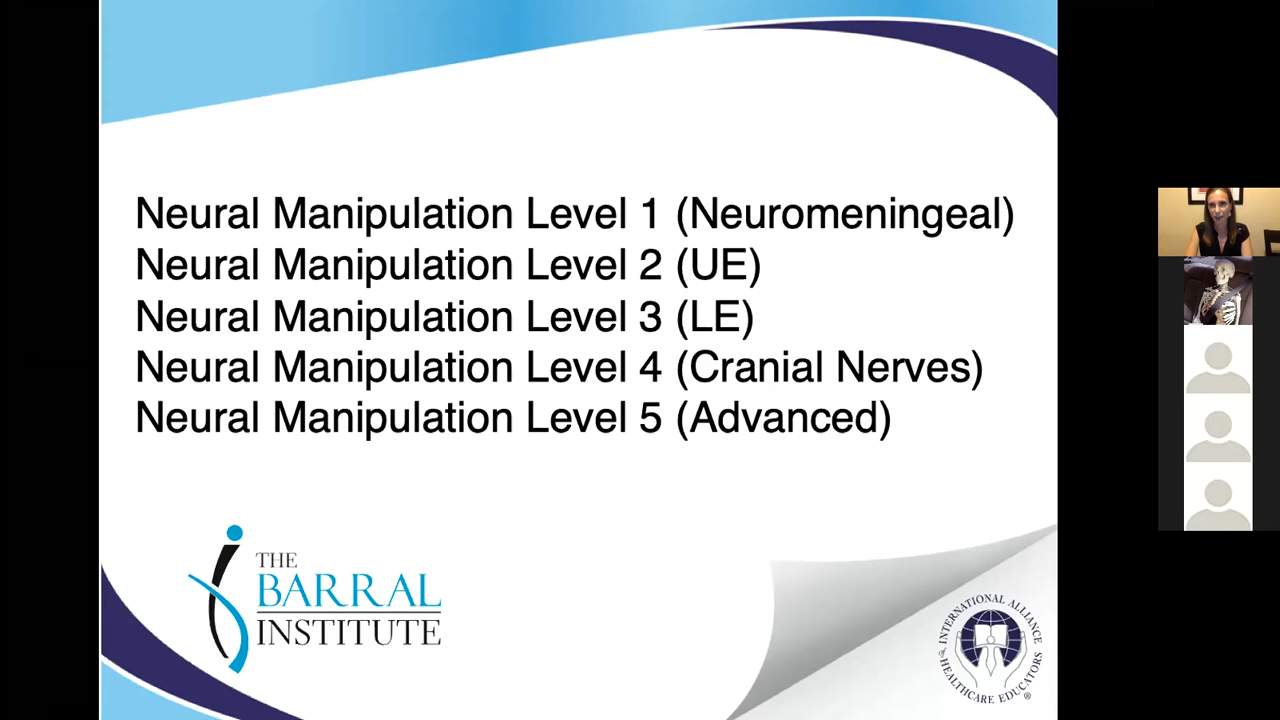 Neural Manipulation Level 1 (Neuromeningeal)
Neural Manipulation Level 2 (UE)
Neural Manipulation Level 3 (LE)
Neural Manipulation Level 4 (Cranial Nerves)
Neural Manipulation Level 5 (Advanced)
THE
BARRAL
INSTITUTE
INTERNATIONAL ALLIANCE
HEALTHCARE EDUCATORS
®